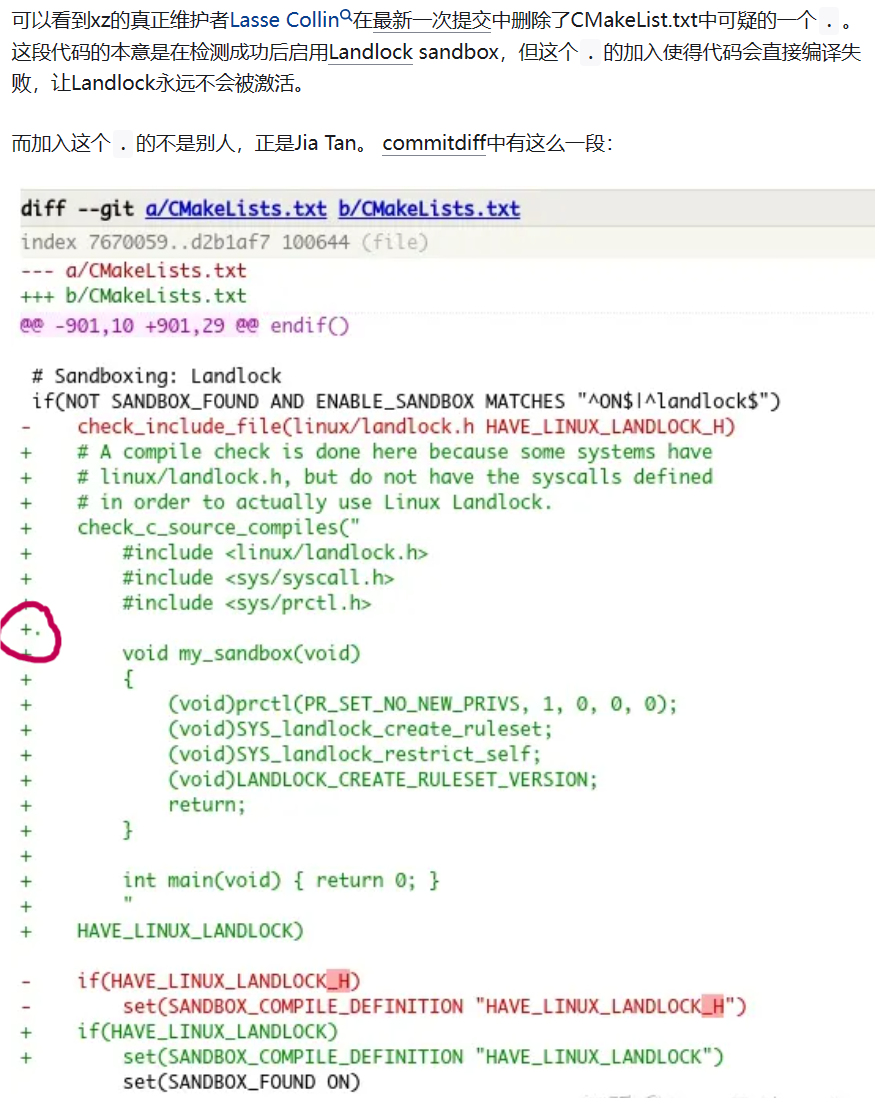 可以看到xz的真正维护者Lasse Collin在最新一次提交中删除了CMakeList.txt中可疑的一个 . 。
这段代码的本意是在检测成功后启用Landlock sandbox，但这个 . 的加入使得代码会直接编译失
败，让Landlock永远不会被激活。
而加入这个 . 的不是别人，正是Jia Tan。 commitdiff中有这么一段：
diff --git a/CMakeLists.txt b/CMakeLists.txt
index 7670059..d2b1af7 100644 (file)
--- a/CMakeLists.txt
+++ b/CMakeLists.txt
@@ -901,10 +901,29 @@ endif()
 # Sandboxing: Landlock
 if(NOT SANDBOX_FOUND AND ENABLE_SANDBOX MATCHES "^ON$|^landlock$")
-    check_include_file(linux/landlock.h HAVE_LINUX_LANDLOCK_H)
+    # A compile check is done here because some systems have
+    # linux/landlock.h, but do not have the syscalls defined
+    # in order to actually use Linux Landlock.
+    check_c_source_compiles("
+        #include <linux/landlock.h>
+        #include <sys/syscall.h>
+        #include <sys/prctl.h>
+.
+        void my_sandbox(void)
+        {
+            (void)prctl(PR_SET_NO_NEW_PRIVS, 1, 0, 0, 0);
+            (void)SYS_landlock_create_ruleset;
+            (void)SYS_landlock_restrict_self;
+            (void)LANDLOCK_CREATE_RULESET_VERSION;
+            return;
+        }
+
+        int main(void) { return 0; }
+        "
+    HAVE_LINUX_LANDLOCK)
-    if(HAVE_LINUX_LANDLOCK_H)
-        set(SANDBOX_COMPILE_DEFINITION "HAVE_LINUX_LANDLOCK_H")
+    if(HAVE_LINUX_LANDLOCK)
+        set(SANDBOX_COMPILE_DEFINITION "HAVE_LINUX_LANDLOCK")
         set(SANDBOX_FOUND ON)